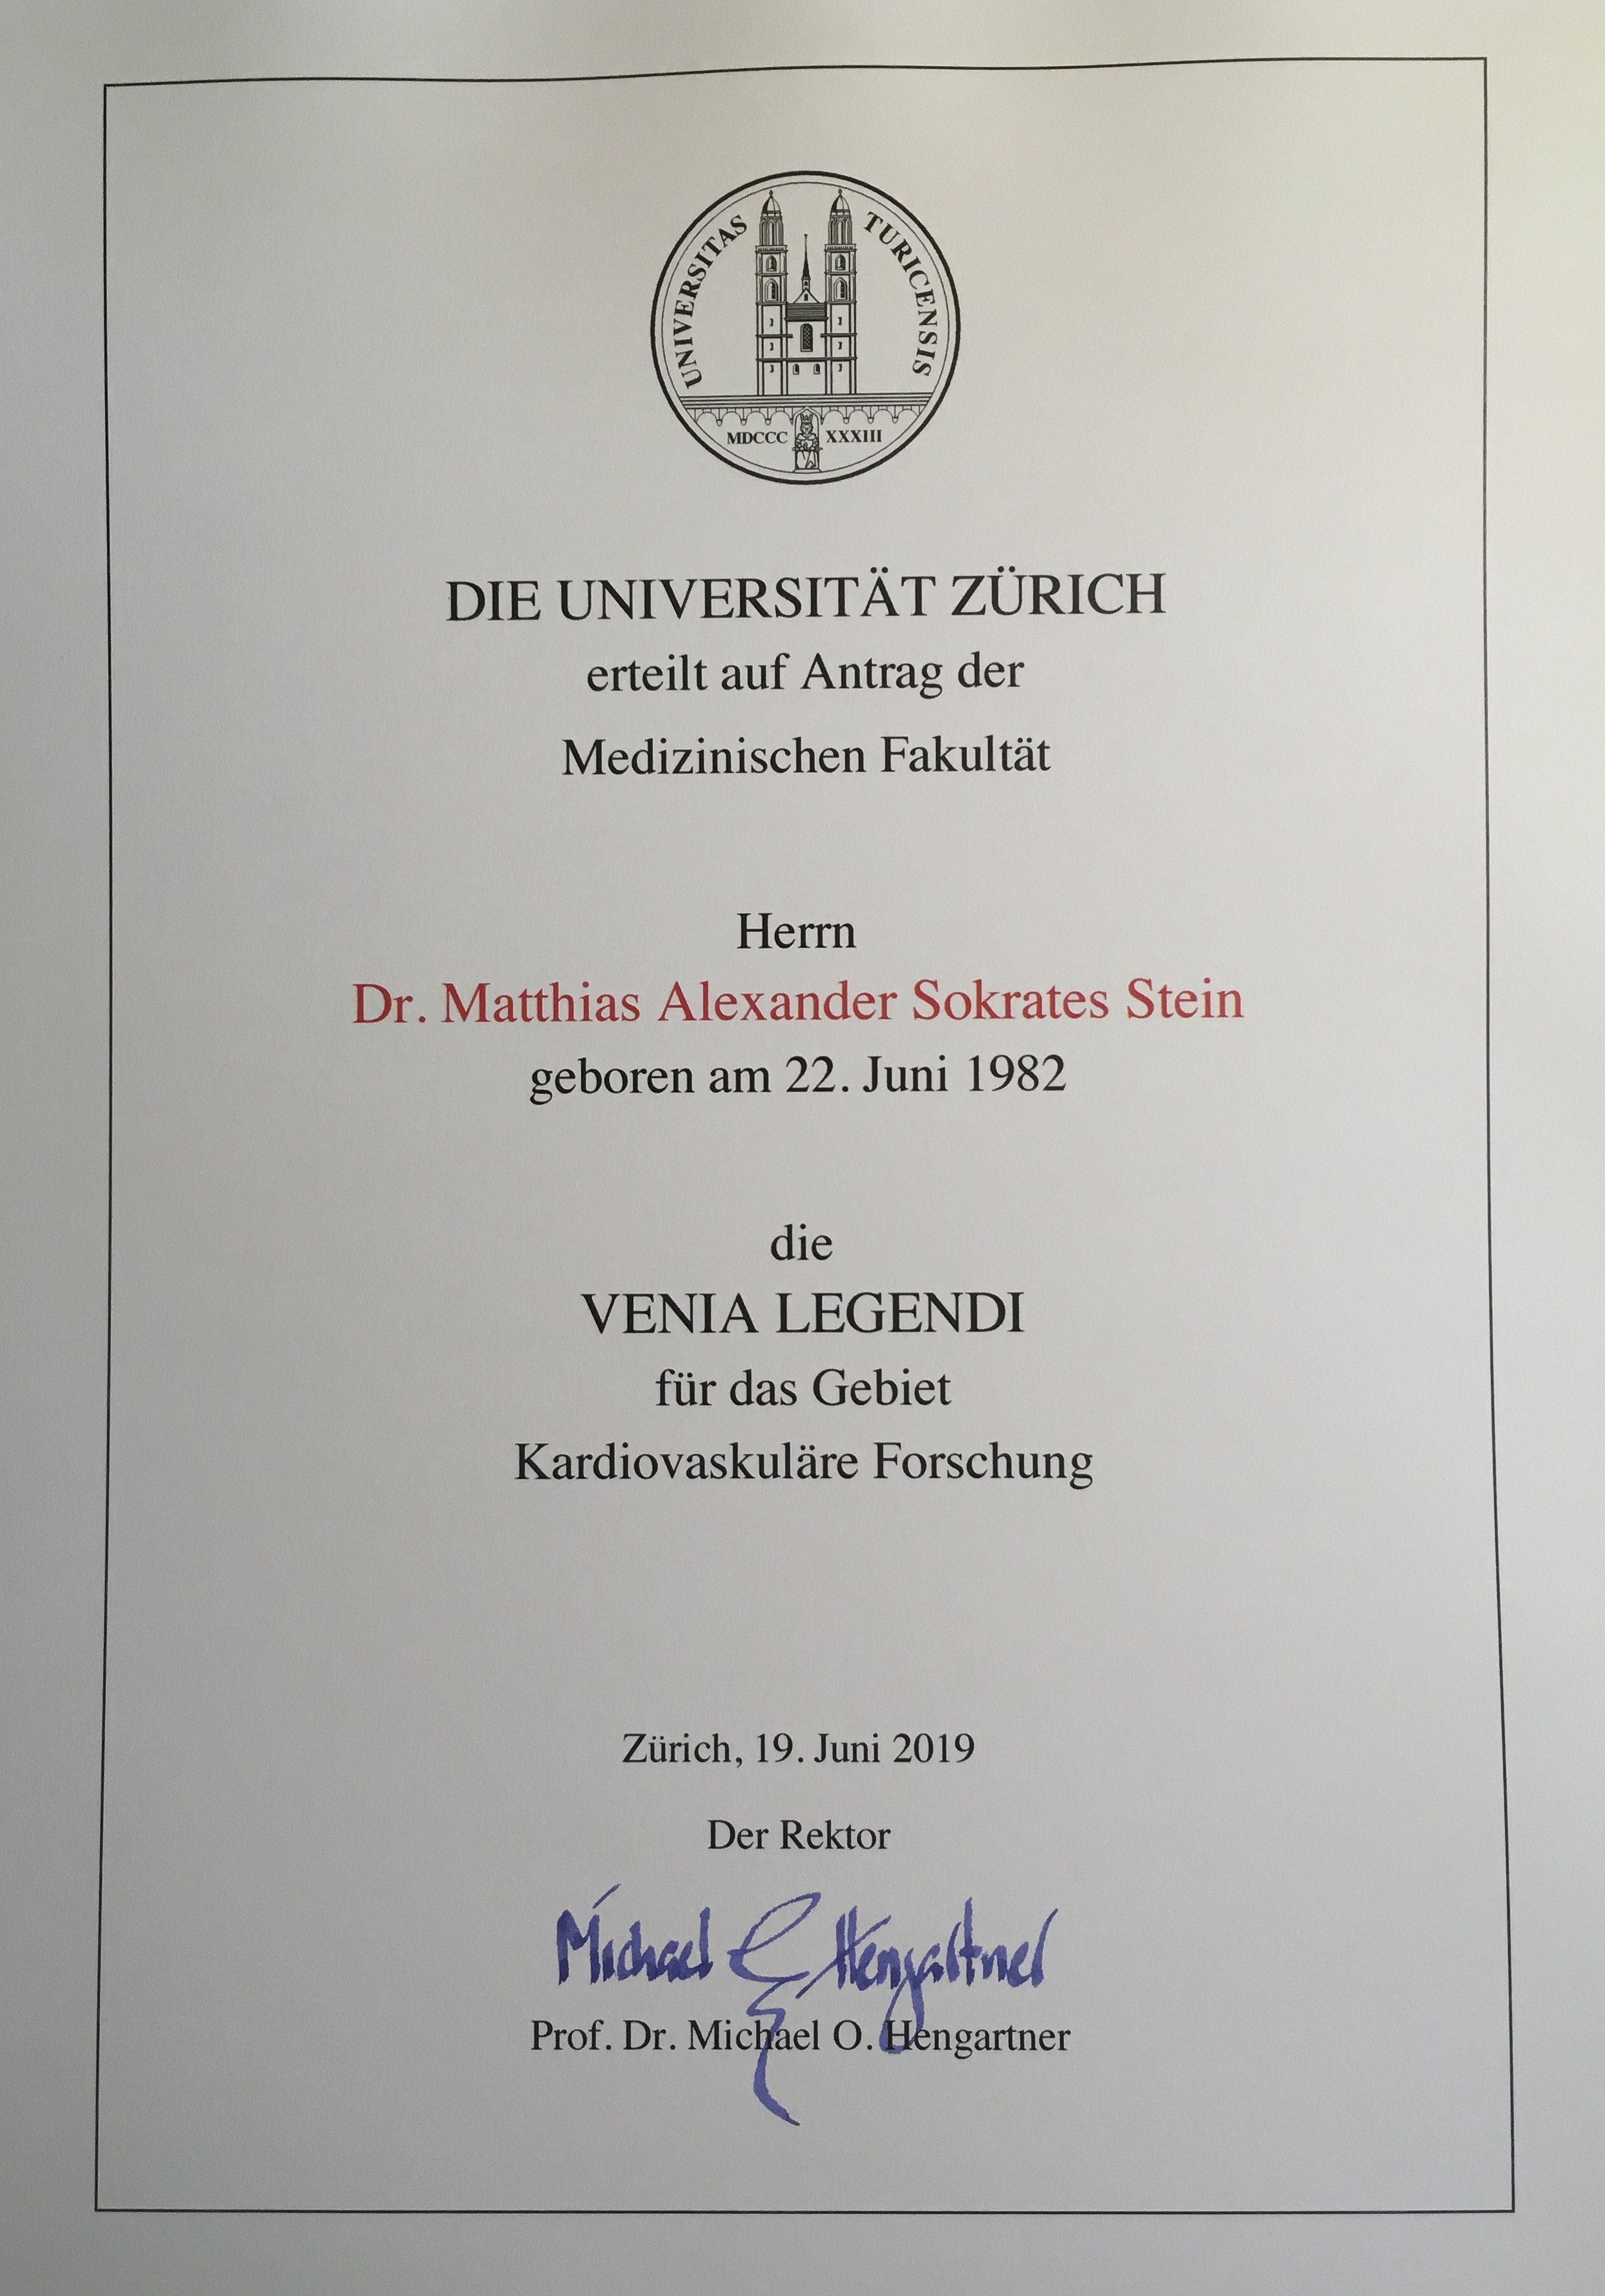 UNIVERSITAS TURICENSIS
MDCCC XXXIII
DIE UNIVERSITÄT ZÜRICH
erteilt auf Antrag der
Medizinischen Fakultät
Herrn
Dr. Matthias Alexander Sokrates Stein
geboren am 22. Juni 1982
die
VENIA LEGENDI
für das Gebiet
Kardiovaskuläre Forschung
Zürich, 19. Juni 2019
Der Rektor
Michael O. Hengartner
Prof. Dr. Michael O. Hengartner